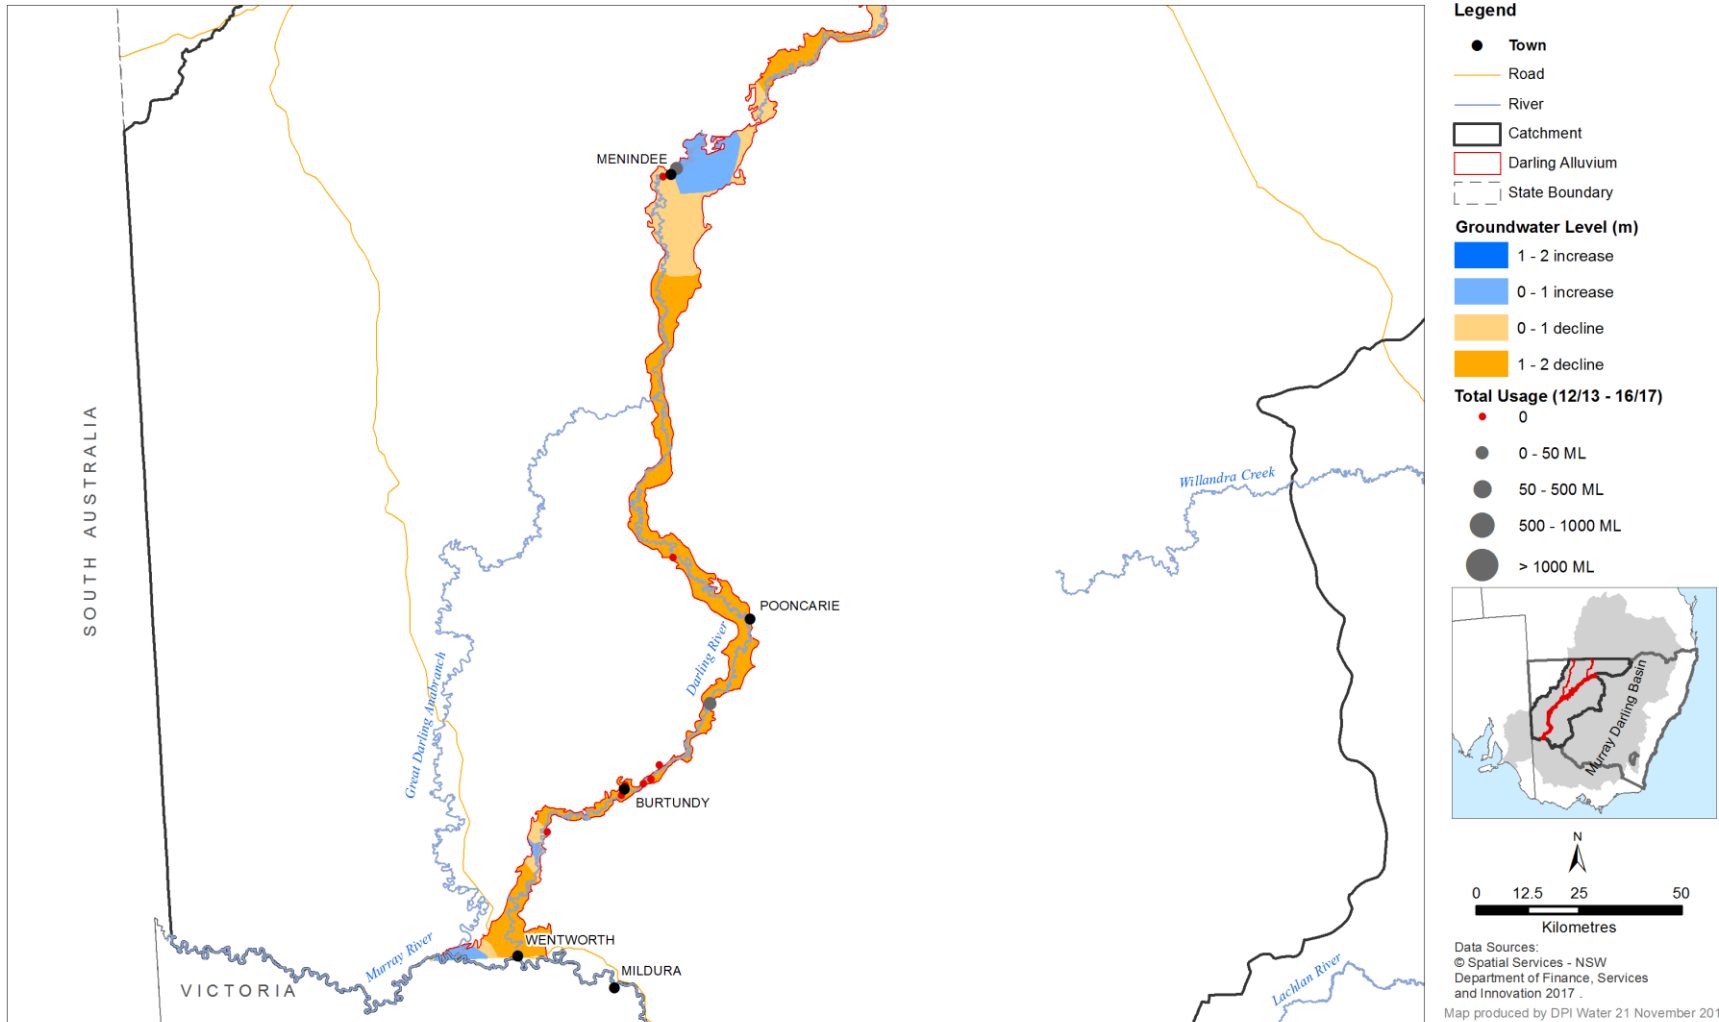 MENINDEE
SOUTH AUSTRALIA
Willandra Creek
POONCARIE
Darling River
Great Darling Anabranch
BURTUNDY
WENTWORTH
Murray River
MILDURA
VICTORIA
Lachlan River
Legend
Town
Road
River
Catchment
Darling Alluvium
State Boundary
Groundwater Level (m)
1 - 2 increase
0 - 1 increase
0 - 1 decline
1 - 2 decline
Total Usage (12/13 - 16/17)
0
0 - 50 ML
50 - 500 ML
500 - 1000 ML
> 1000 ML
Murray Darling Basin
N
0 12.5 25 50
Kilometres
Data Sources:
© Spatial Services - NSW
Department of Finance, Services
and Innovation 2017 .
Map produced by DPI Water 21 November 201